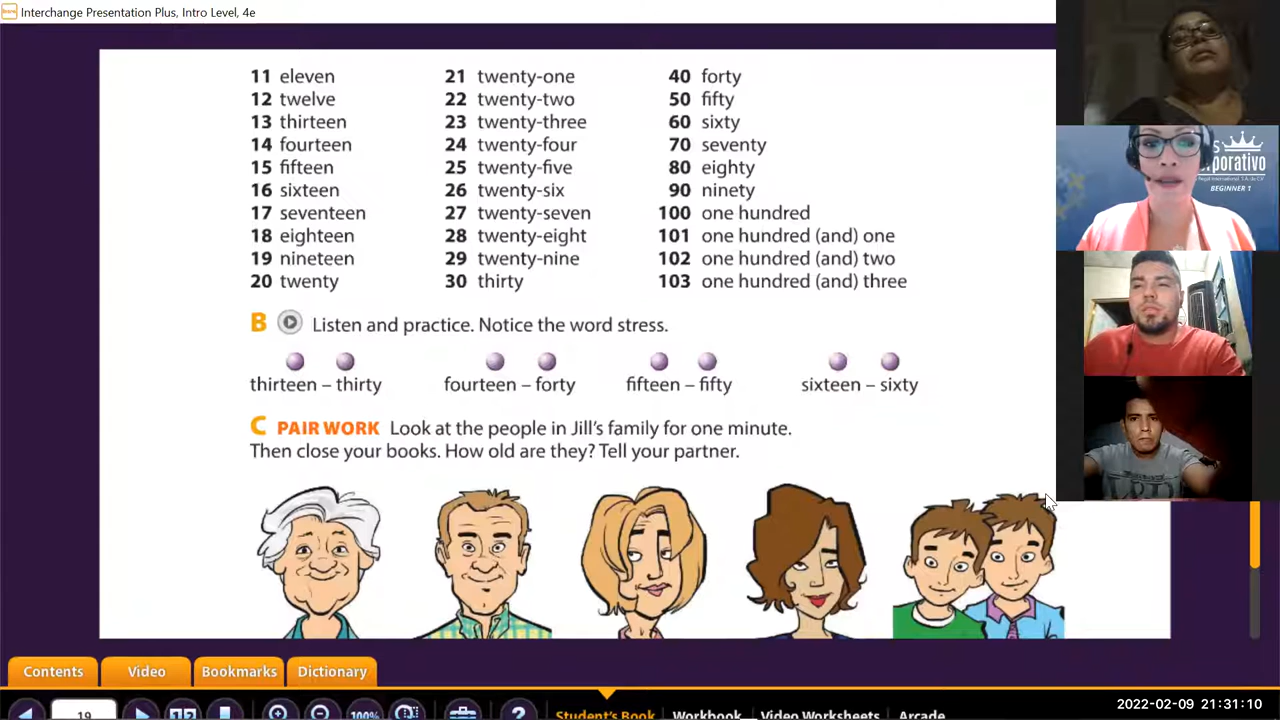 Interchange Presentation Plus, Intro Level, 4e
11 eleven 21 twenty-one 40 forty
12 twelve 22 twenty-two 50 fifty
13 thirteen 23 twenty-three 60 sixty
14 fourteen 24 twenty-four 70 seventy
15 fifteen 25 twenty-five 80 eighty
16 sixteen 26 twenty-six 90 ninety
17 seventeen 27 twenty-seven 100 one hundred
18 eighteen 28 twenty-eight 101 one hundred (and) one
19 nineteen 29 twenty-nine 102 one hundred (and) two
20 twenty 30 thirty 103 one hundred (and) three
B Listen and practice. Notice the word stress.
thirteen – thirty fourteen – forty fifteen – fifty sixteen – sixty
C PAIR WORK Look at the people in Jill's family for one minute.
Then close your books. How old are they? Tell your partner.
s
rporativo
Regal International, S.A. de C.V.
BEGINNER 1
Contents Video Bookmarks Dictionary
19 100% ? Student's Book Workbook Video Worksheets Arcade
2022-02-09 21:31:10